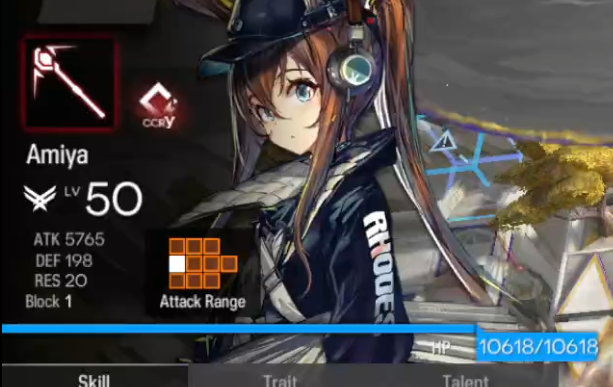 CCRy
Amiya
LV 50
ATK 5765
DEF 198
RES 20
Block 1
Attack Range
RHODES
HP 10618/10618
Skill Trait Talent